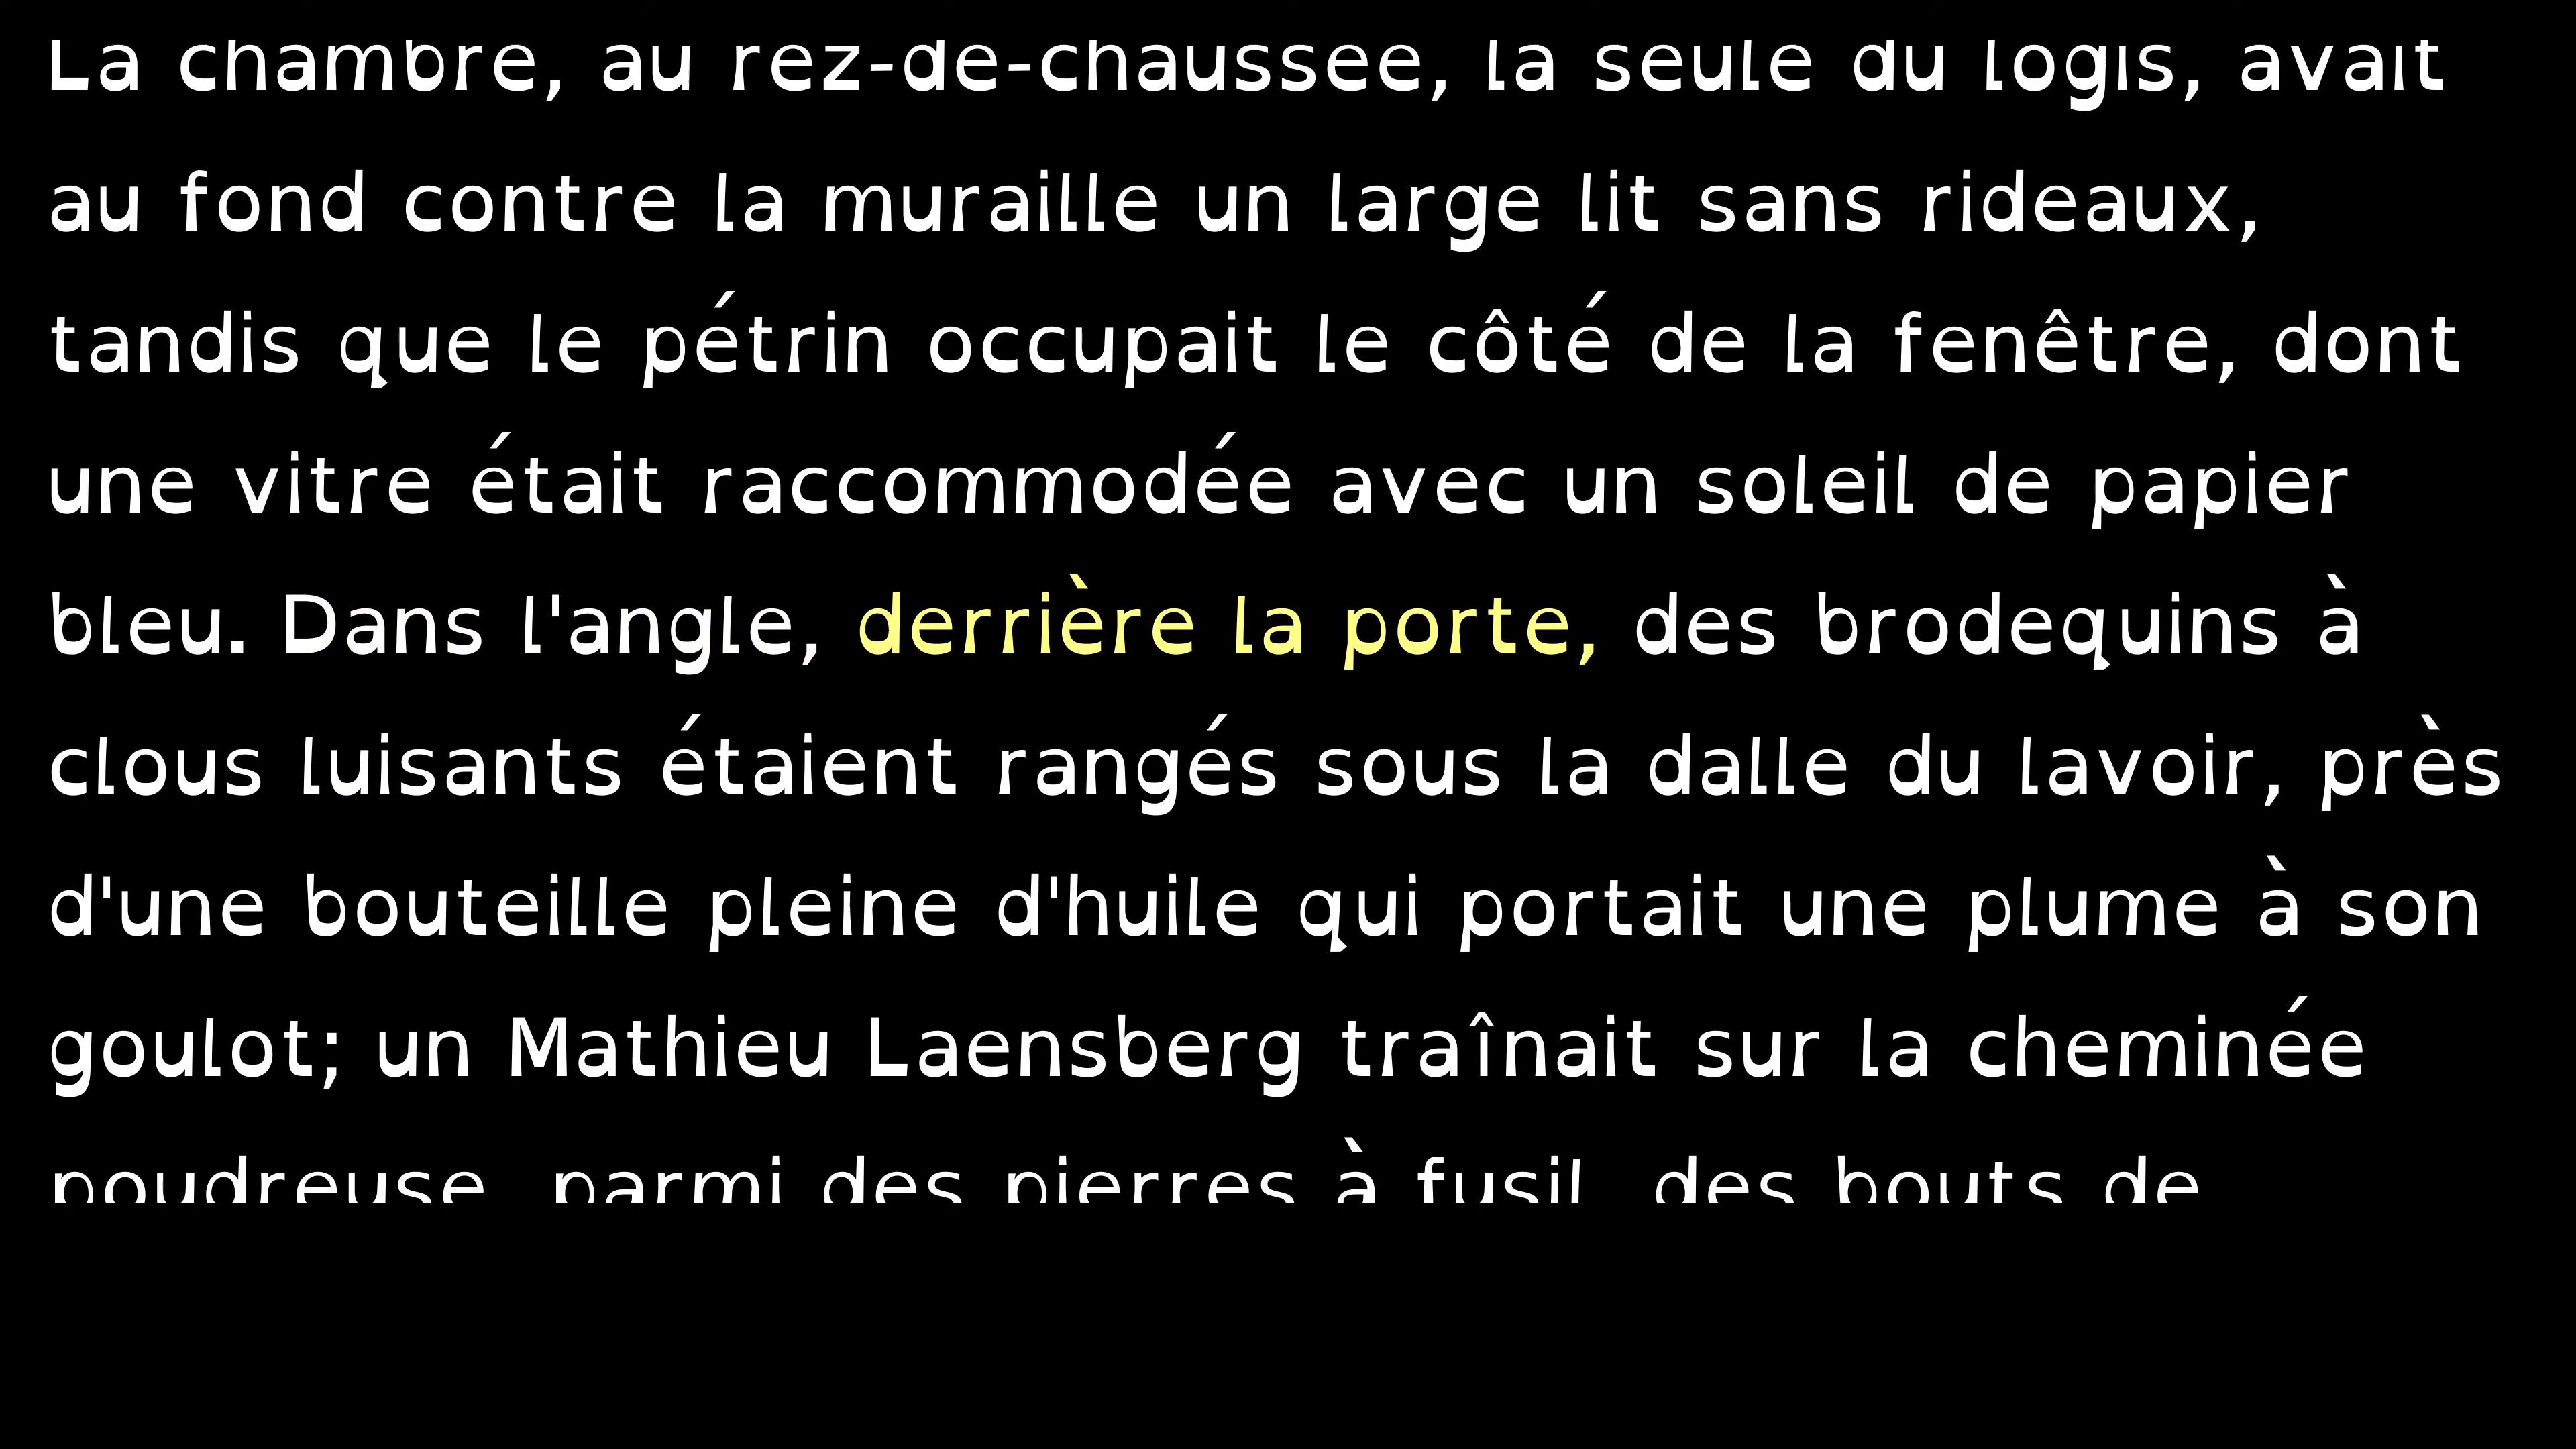 La chambre, au rez-de-chaussée, la seule du logis, avait
au fond contre la muraille un large lit sans rideaux,
tandis que le pétrin occupait le côté de la fenêtre, dont
une vitre était raccommodée avec un soleil de papier
bleu. Dans l'angle, derrière la porte, des brodequins à
clous luisants étaient rangés sous la dalle du lavoir, près
d'une bouteille pleine d'huile qui portait une plume à son
goulot; un Mathieu Laensberg traînait sur la cheminée
poudreuse, parmi des pierres à fusil, des bouts de